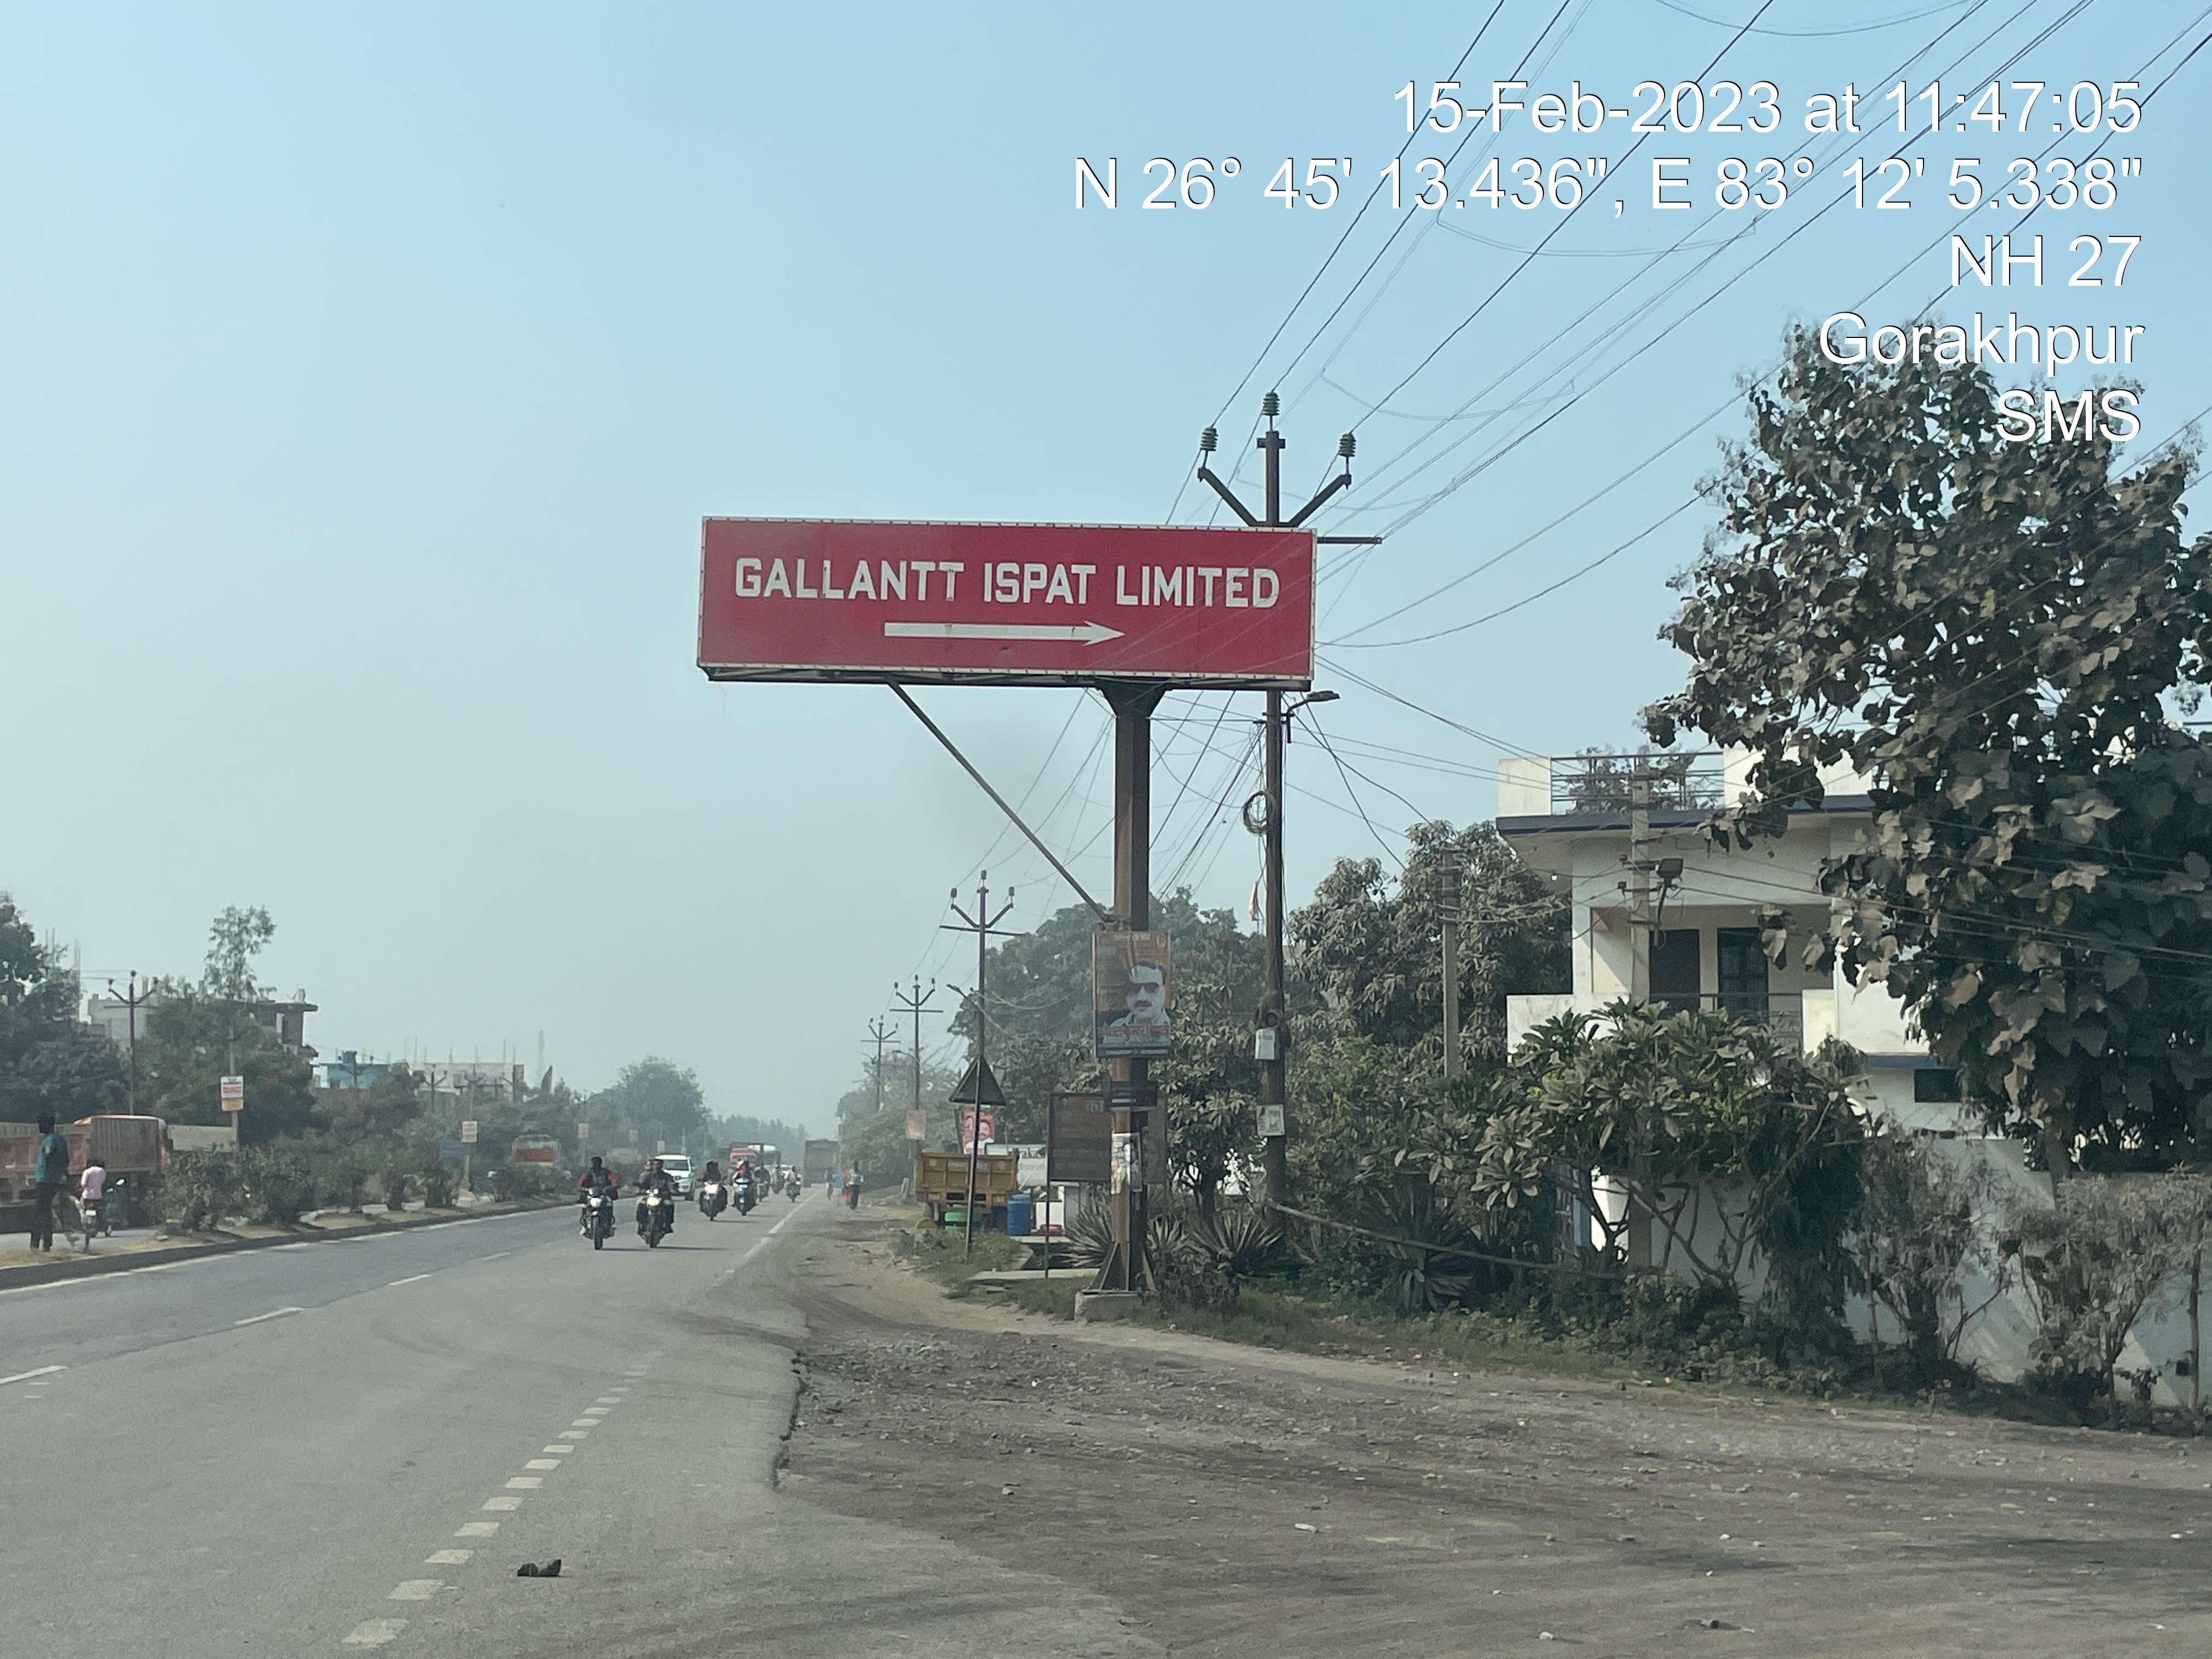 15-Feb-2023 at 11:47:05
N 26° 45' 13.436", E 83° 12' 5.338"
NH 27
Gorakhpur
SMS
GALLANTT ISPAT LIMITED